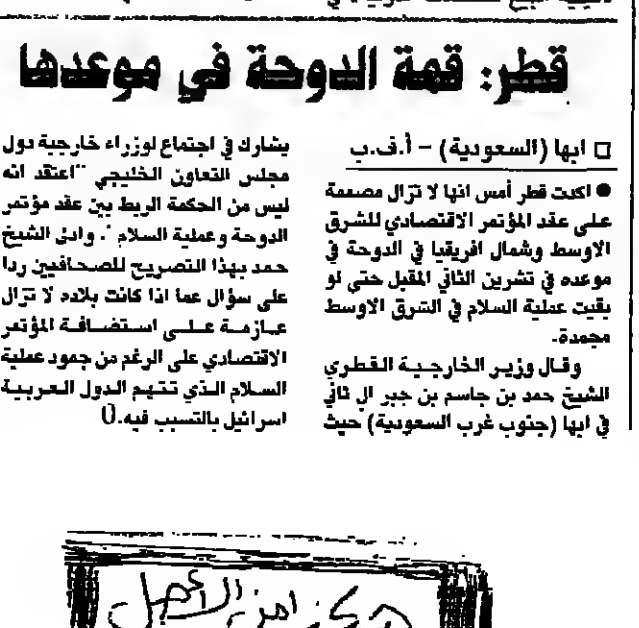 قطر: قمة الدوحة في موعدها
□ ابها (السعودية) – أ.ف.ب
● اكدت قطر أمس انها لا تزال مصممة
على عقد المؤتمر الاقتصادي للشرق
الاوسط وشمال افريقيا في الدوحة في
موعده في تشرين الثاني المقبل حتى لو
بقيت عملية السلام في الشرق الاوسط
مجمدة.
وقال وزير الخارجية القطري
الشيخ حمد بن جاسم بن جبر ال ثاني
في ابها (جنوب غرب السعودية) حيث
يشارك في اجتماع لوزراء خارجية دول
مجلس التعاون الخليجي "اعتقد انه
ليس من الحكمة الربط بين عقد مؤتمر
الدوحة وعملية السلام". وادلى الشيخ
حمد بهذا التصريح للصحافيين ردا
على سؤال عما اذا كانت بلاده لا تزال
عازمة على استضافة المؤتمر
الاقتصادي على الرغم من جمود عملية
السلام الذي تتهم الدول العربية
اسرائيل بالتسبب فيه.
من الأصل